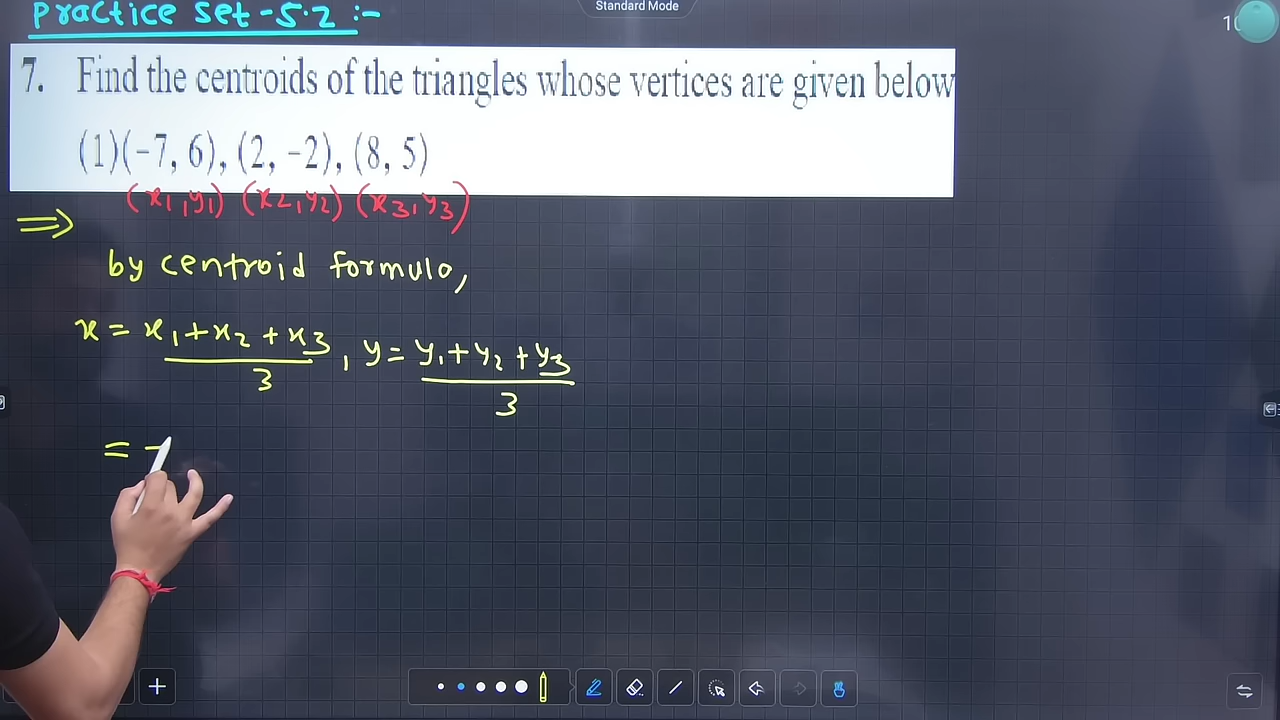 Standard Mode
Practice Set-5.2 :-
7. Find the centroids of the triangles whose vertices are given below
(1)(-7, 6), (2, -2), (8, 5)
(x1,y1) (x2,y2) (x3,y3)
⇒
by centroid formulo,
x = x1+x2+x3/3, y = y1+y2+y3/3
= -